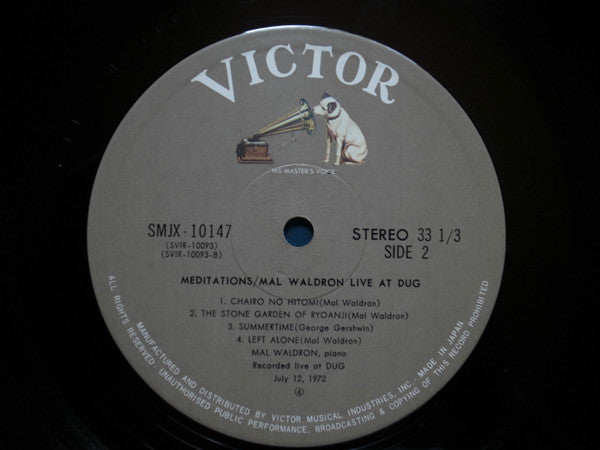 VICTOR
HIS MASTER'S VOICE
SMJX-10147
(SVIR-10093)
(SVIR-10093-B)
STEREO 33 1/3
SIDE 2
MEDITATIONS/MAL WALDRON LIVE AT DUG
1. CHAIRO NO HITOMI(Mal Waldron)
2. THE STONE GARDEN OF RYOANJI(Mal Waldron)
3. SUMMERTIME(George Gershwin)
4. LEFT ALONE(Mal Waldron)
MAL WALDRON, piano
Recorded live at DUG
July 12, 1972
④
MANUFACTURED AND DISTRIBUTED BY VICTOR MUSICAL INDUSTRIES, INC. MADE IN JAPAN
ALL RIGHTS RESERVED. UNAUTHORISED PUBLIC PERFORMANCE, BROADCASTING & COPYING OF THIS RECORD PROHIBITED